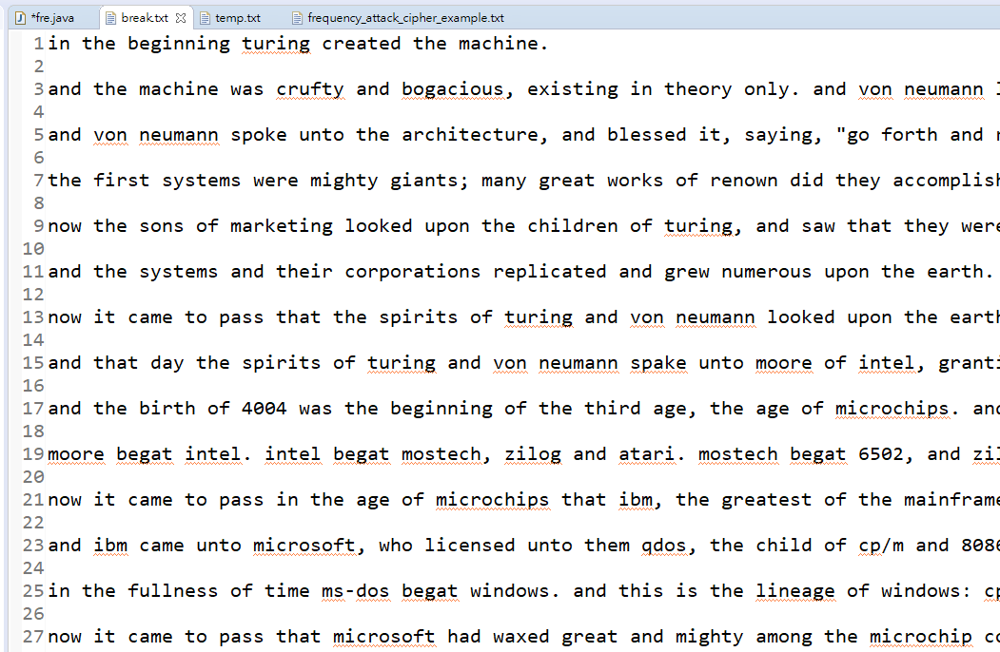 *fre.java break.txt temp.txt frequency_attack_cipher_example.txt
1 in the beginning turing created the machine.
2
3 and the machine was crufty and bogacious, existing in theory only. and von neumann
4
5 and von neumann spoke unto the architecture, and blessed it, saying, "go forth and
6
7 the first systems were mighty giants; many great works of renown did they accomplish
8
9 now the sons of marketing looked upon the children of turing, and saw that they were
10
11 and the systems and their corporations replicated and grew numerous upon the earth.
12
13 now it came to pass that the spirits of turing and von neumann looked upon the earth
14
15 and that day the spirits of turing and von neumann spake unto moore of intel, granti
16
17 and the birth of 4004 was the beginning of the third age, the age of microchips. and
18
19 moore begat intel. intel begat mostech, zilog and atari. mostech begat 6502, and zil
20
21 now it came to pass in the age of microchips that ibm, the greatest of the mainframe
22
23 and ibm came unto microsoft, who licensed unto them qdos, the child of cp/m and 8086
24
25 in the fullness of time ms-dos begat windows. and this is the lineage of windows: cp
26
27 now it came to pass that microsoft had waxed great and mighty among the microchip co